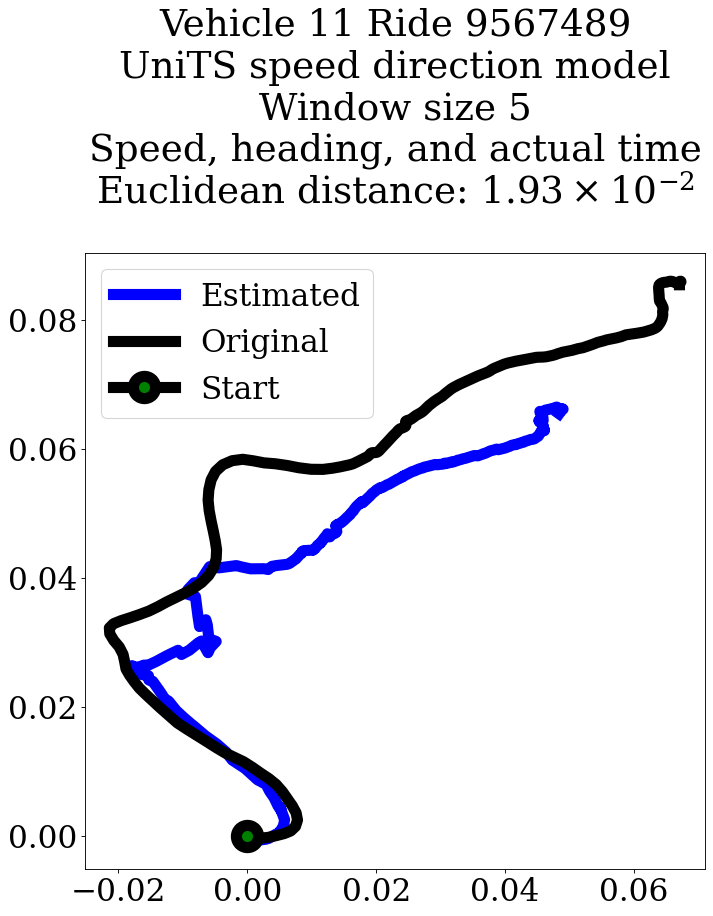 Vehicle 11 Ride 9567489
UniTS speed direction model
Window size 5
Speed, heading, and actual time
Euclidean distance: 1.93 × 10⁻²
Estimated
Original
Start
0.08
0.06
0.04
0.02
0.00
−0.02 0.00 0.02 0.04 0.06